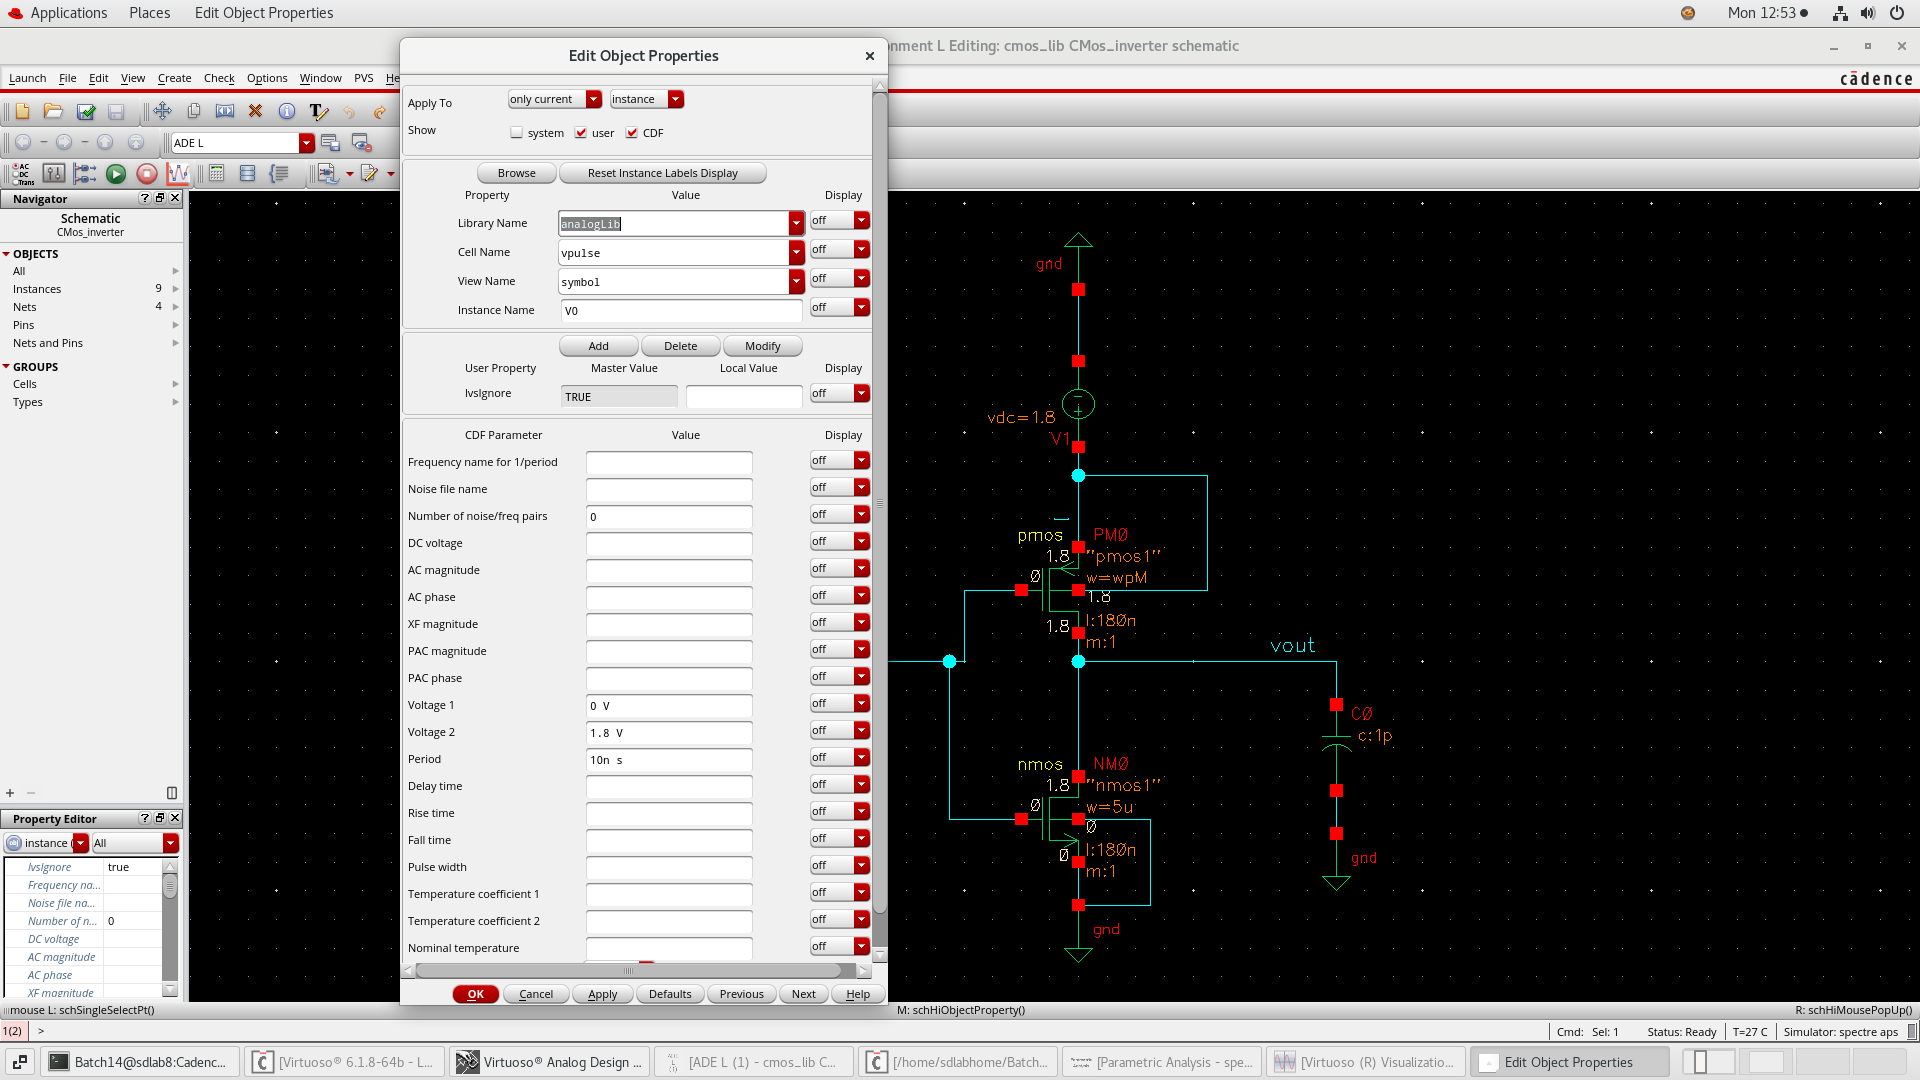 Applications Places Edit Object Properties Mon 12:53
nment L Editing: cmos_lib CMos_inverter schematic
Edit Object Properties
Launch File Edit View Create Check Options Window PVS He
cādence
ADE L
AC
DC
Trans
Navigator
Schematic
CMos_inverter
OBJECTS
All
Instances 9
Nets 4
Pins
Nets and Pins
GROUPS
Cells
Types
Property Editor
instance ( All
lvsIgnore true
Frequency na...
Noise file na...
Number of n... 0
DC voltage
AC magnitude
AC phase
XF magnitude
Apply To only current instance
Show system user CDF
Browse Reset Instance Labels Display
Property Value Display
Library Name analogLib off
Cell Name vpulse off
View Name symbol off
Instance Name V0 off
Add Delete Modify
User Property Master Value Local Value Display
lvsIgnore TRUE off
CDF Parameter Value Display
Frequency name for 1/period off
Noise file name off
Number of noise/freq pairs 0 off
DC voltage off
AC magnitude off
AC phase off
XF magnitude off
PAC magnitude off
PAC phase off
Voltage 1 0 V off
Voltage 2 1.8 V off
Period 10n s off
Delay time off
Rise time off
Fall time off
Pulse width off
Temperature coefficient 1 off
Temperature coefficient 2 off
Nominal temperature off
OK Cancel Apply Defaults Previous Next Help
gnd
vdc=1.8
V1
pmos PM0
1.8 "pmos1"
0 w=wpM
1.8
1.8 l:180n
m:1
vout
C0
c:1p
gnd
nmos NM0
1.8 "nmos1"
0 w=5u
0
l:180n
0 m:1
gnd
mouse L: schSingleSelectPt() M: schHiObjectProperty() R: schHiMousePopUp()
1(2) > Cmd: Sel: 1 Status: Ready T=27 C Simulator: spectre aps
Batch14@sdlab8:Cadenc... [Virtuoso® 6.1.8-64b - L... Virtuoso® Analog Design ... [ADE L (1) - cmos_lib C... [/home/sdlabhome/Batch... [Parametric Analysis - spe... [Virtuoso (R) Visualizatio... Edit Object Properties